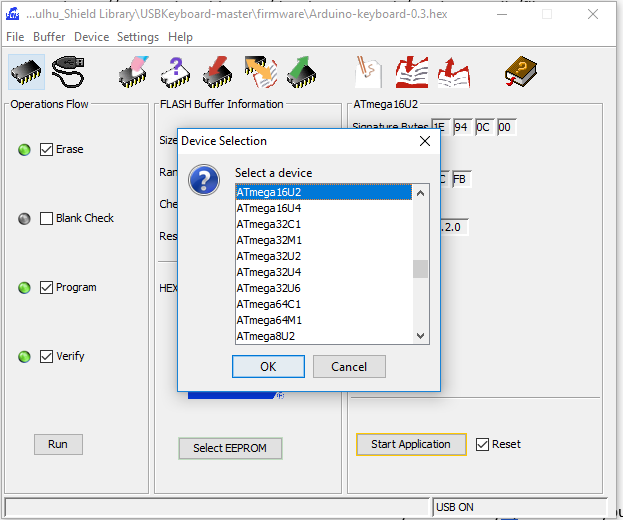 ...ulhu_Shield Library\USBKeyboard-master\firmware\Arduino-keyboard-0.3.hex
File Buffer Device Settings Help
Operations Flow
Erase
Blank Check
Program
Verify
Run
FLASH Buffer Information
Size
Ran
Che
Res
HEX
Select EEPROM
ATmega16U2
Signature Bytes 1E 94 0C 00
FB
.2.0
Start Application
Reset
Device Selection
Select a device
ATmega16U2
ATmega16U4
ATmega32C1
ATmega32M1
ATmega32U2
ATmega32U4
ATmega32U6
ATmega64C1
ATmega64M1
ATmega8U2
OK
Cancel
USB ON